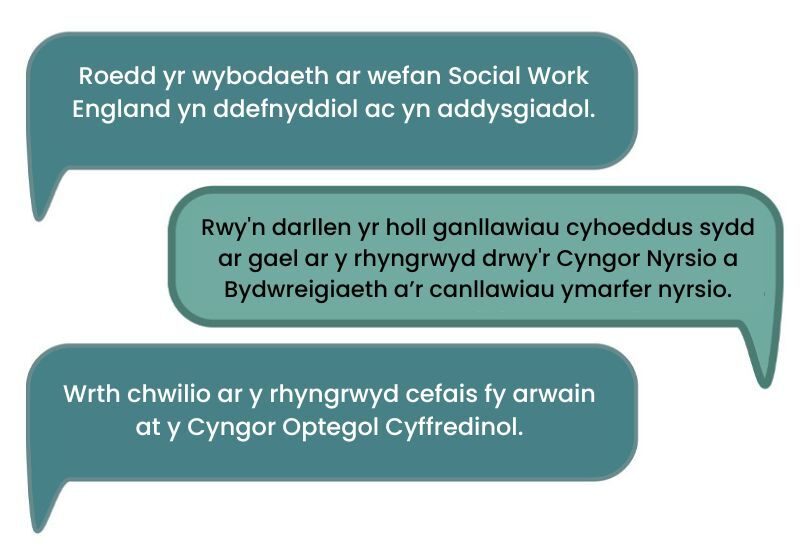 Roedd yr wybodaeth ar wefan Social Work
England yn ddefnyddiol ac yn addysgiadol.
Rwy'n darllen yr holl ganllawiau cyhoeddus sydd
ar gael ar y rhyngrwyd drwy'r Cyngor Nyrsio a
Bydwreigiaeth a’r canllawiau ymarfer nyrsio.
Wrth chwilio ar y rhyngrwyd cefais fy arwain
at y Cyngor Optegol Cyffredinol.